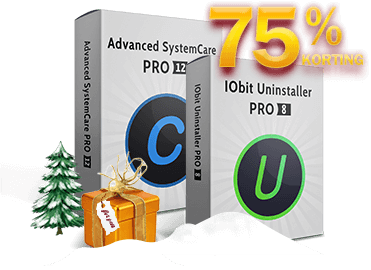 75%
KORTING
Advanced SystemCare
PRO 12
Advanced SystemCare PRO 12
C
IObit Uninstaller
PRO 8
IObit Uninstaller PRO 8
U